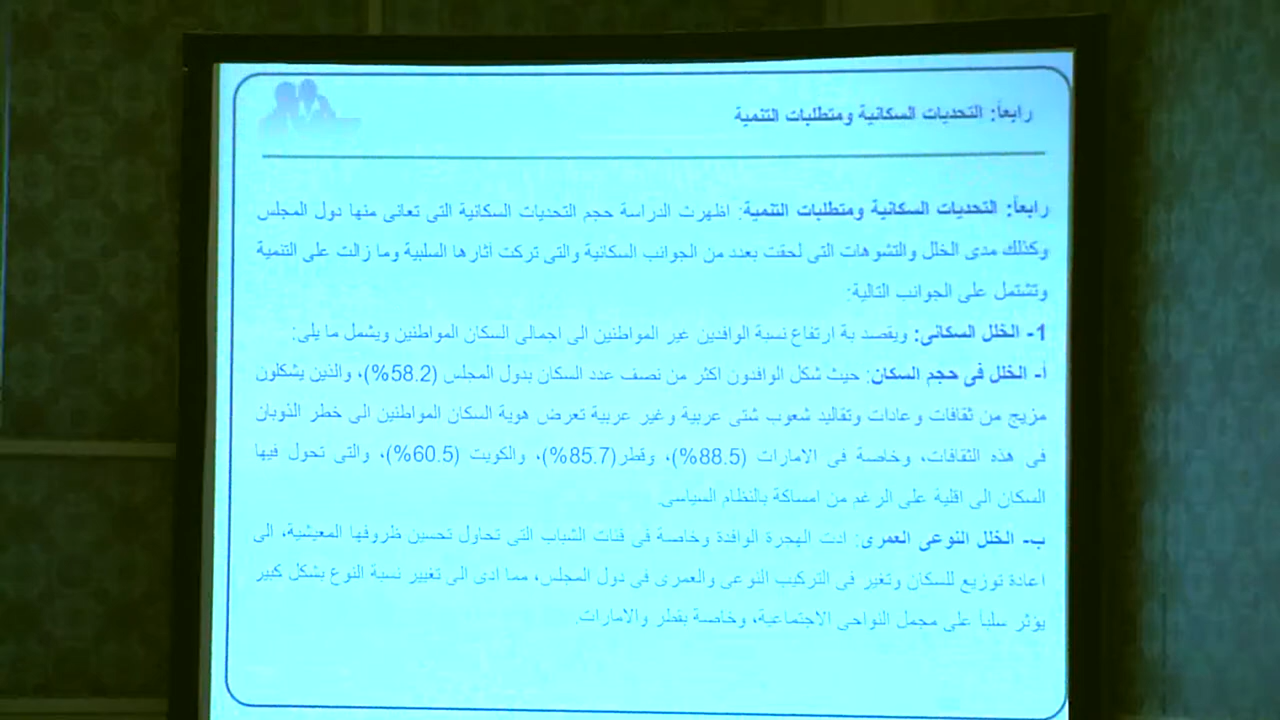 رابعاً: التحديات السكانية ومتطلبات التنمية
رابعاً: التحديات السكانية ومتطلبات التنمية: اظهرت الدراسة حجم التحديات السكانية التى تعانى منها دول المجلس
وكذلك مدى الخلل والتشوهات التى لحقت بعدد من الجوانب السكانية والتى تركت أثارها السلبية وما زالت على التنمية
وتشتمل على الجوانب التالية:
1- الخلل السكانى: ويقصد بة ارتفاع نسبة الوافدين غير المواطنين الى اجمالى السكان المواطنين ويشمل ما يلى:
أ- الخلل فى حجم السكان: حيث شكل الوافدون اكثر من نصف عدد السكان بدول المجلس (58.2%)، والذين يشكلون
مزيج من ثقافات وعادات وتقاليد شعوب شتى عربية وغير عربية تعرض هوية السكان المواطنين الى خطر الذوبان
فى هذه الثقافات، وخاصة فى الامارات (88.5%)، وقطر(85.7%)، والكويت (60.5%)، والتى تحول فيها
السكان الى اقلية على الرغم من امساكة بالنظام السياسى.
ب- الخلل النوعى العمرى: ادت الهجرة الوافدة وخاصة فى فئات الشباب التى تحاول تحسين ظروفها المعيشية، الى
اعادة توزيع للسكان وتغير فى التركيب النوعى والعمرى فى دول المجلس، مما ادى الى تغيير نسبة النوع بشكل كبير
يؤثر سلبا على مجمل النواحى الاجتماعية، وخاصة بقطر والامارات.